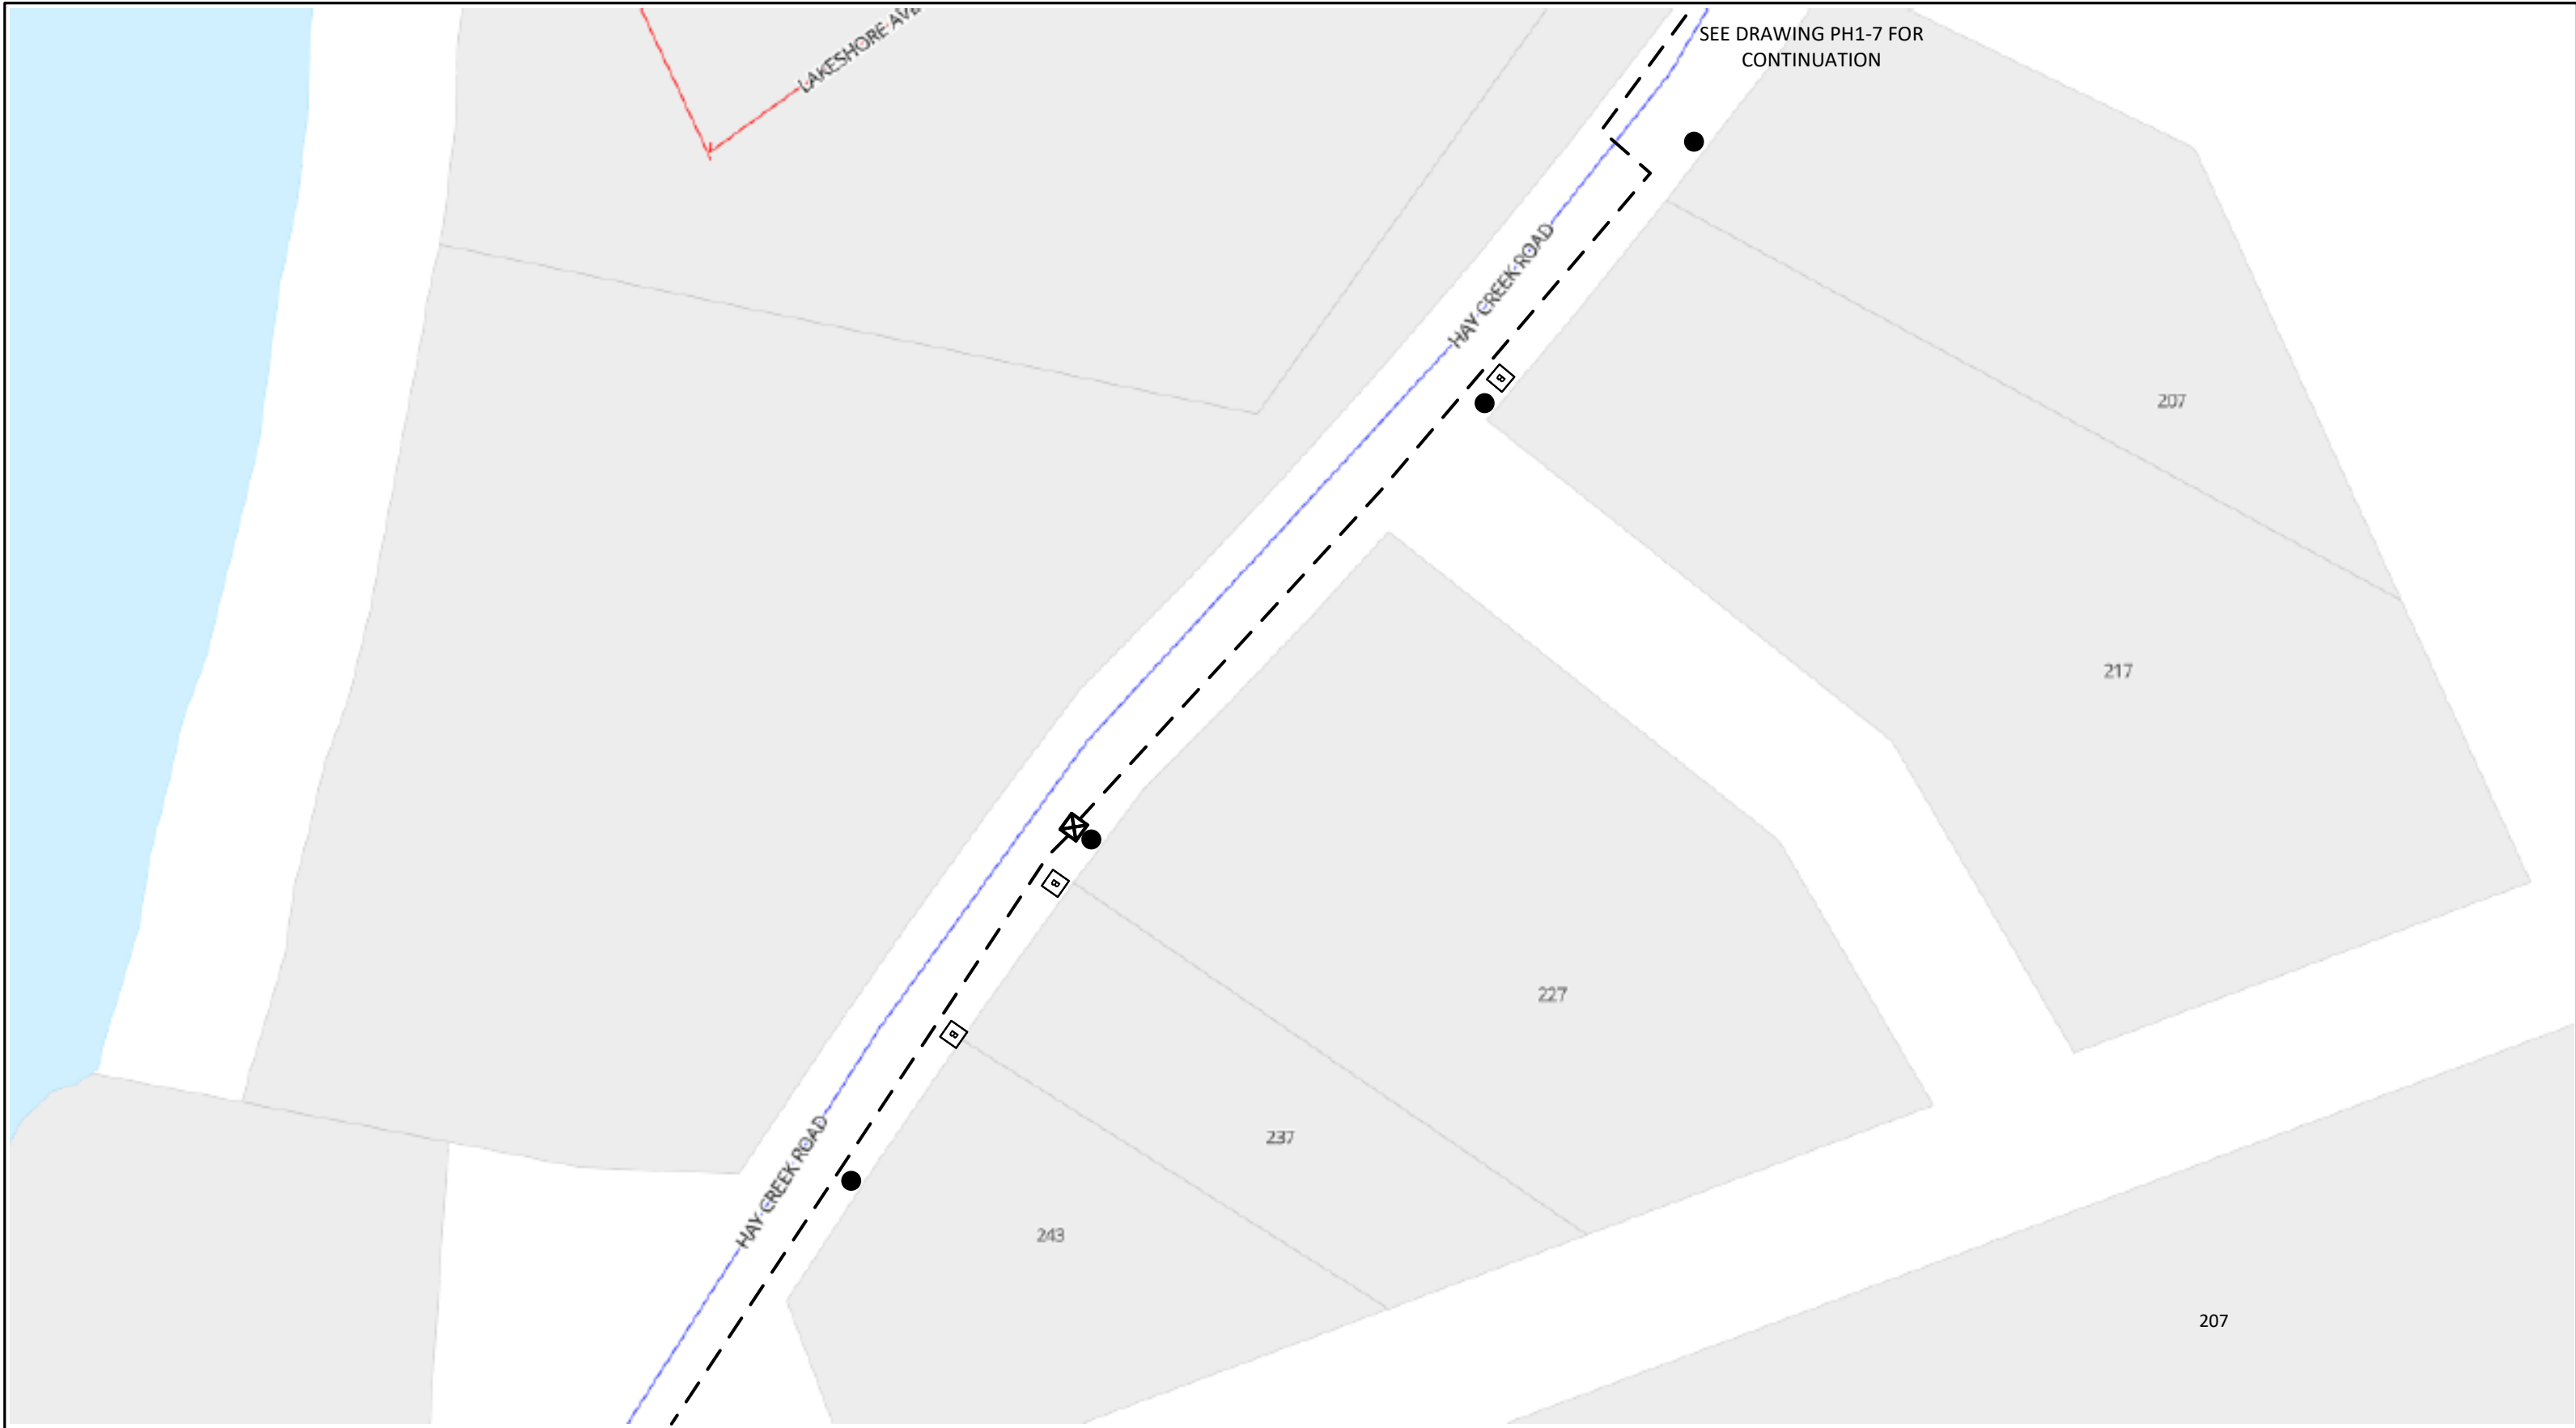 SEE DRAWING PH1-7 FOR
CONTINUATION
LAKESHORE AVE
HAY CREEK ROAD
B
207
217
B
227
B
237
HAY CREEK ROAD
243
207